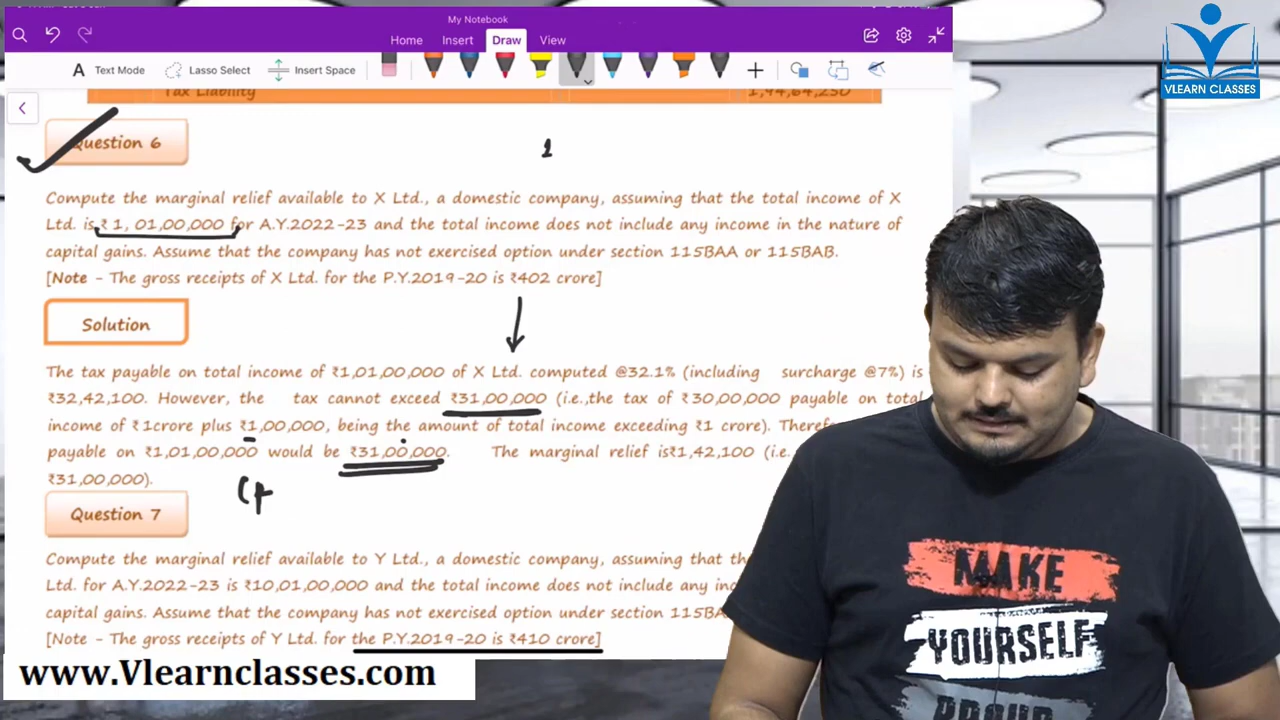 My Notebook
Home Insert Draw View
Text Mode Lasso Select Insert Space
VLEARN CLASSES
Tax Liability 1,44,64,250
Question 6
1
Compute the marginal relief available to X Ltd., a domestic company, assuming that the total income of X
Ltd. is ₹ 1, 01,00,000 for A.Y.2022-23 and the total income does not include any income in the nature of
capital gains. Assume that the company has not exercised option under section 115BAA or 115BAB.
[Note - The gross receipts of X Ltd. for the P.Y.2019-20 is ₹402 crore]
Solution
The tax payable on total income of ₹1,01,00,000 of X Ltd. computed @32.1% (including surcharge @7%) is
₹32,42,100. However, the tax cannot exceed ₹31,00,000 (i.e.,the tax of ₹30,00,000 payable on total
income of ₹1crore plus ₹1,00,000, being the amount of total income exceeding ₹1 crore).
payable on ₹1,01,00,000 would be ₹31,00,000. The marginal relief is₹1,42,100 (i.e.
₹31,00,000).
Question 7
Compute the marginal relief available to Y Ltd., a domestic company, assuming that
Ltd. for A.Y.2022-23 is ₹10,01,00,000 and the total income does not include any
capital gains. Assume that the company has not exercised option under section
[Note - The gross receipts of Y Ltd. for the P.Y.2019-20 is ₹410 crore]
www.Vlearnclasses.com
MAKE
YOURSELF
PROUD